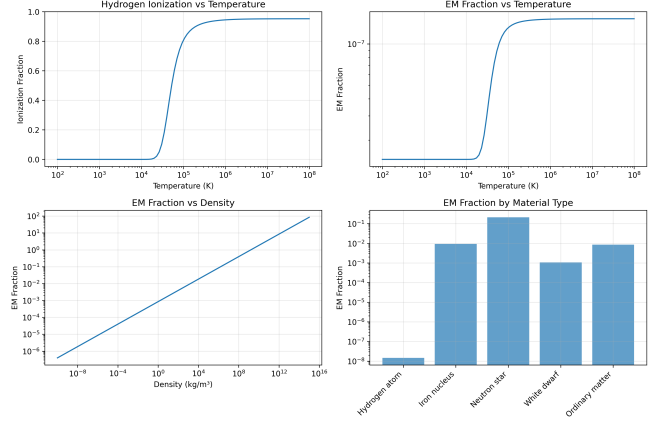 Hydrogen Ionization vs Temperature
Ionization Fraction
1.0
0.8
0.6
0.4
0.2
0.0
10² 10³ 10⁴ 10⁵ 10⁶ 10⁷ 10⁸
Temperature (K)
EM Fraction vs Temperature
EM Fraction
10⁻⁷
10² 10³ 10⁴ 10⁵ 10⁶ 10⁷ 10⁸
Temperature (K)
EM Fraction vs Density
EM Fraction
10²
10¹
10⁰
10⁻¹
10⁻²
10⁻³
10⁻⁴
10⁻⁵
10⁻⁶
10⁻⁸ 10⁻⁴ 10⁰ 10⁴ 10⁸ 10¹² 10¹⁶
Density (kg/m³)
EM Fraction by Material Type
EM Fraction
10⁻¹
10⁻²
10⁻³
10⁻⁴
10⁻⁵
10⁻⁶
10⁻⁷
10⁻⁸
Hydrogen atom
Iron nucleus
Neutron star
White dwarf
Ordinary matter